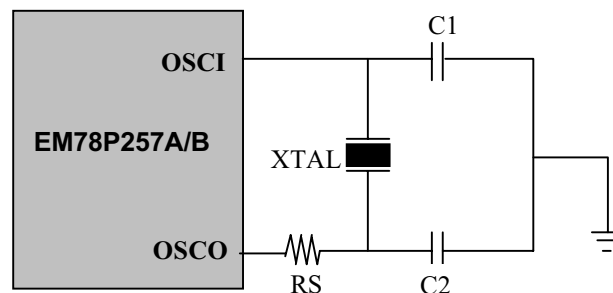 C1
OSCI
EM78P257A/B
XTAL
OSCO
RS
C2